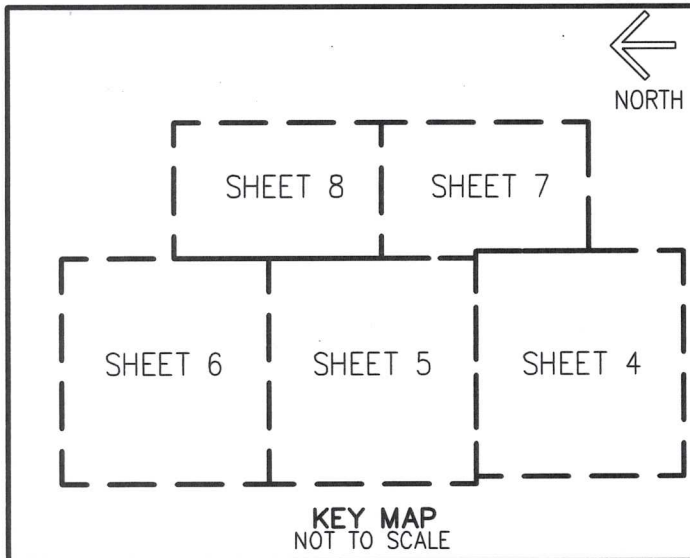 NORTH
SHEET 8
SHEET 7
SHEET 6
SHEET 5
SHEET 4
KEY MAP
NOT TO SCALE